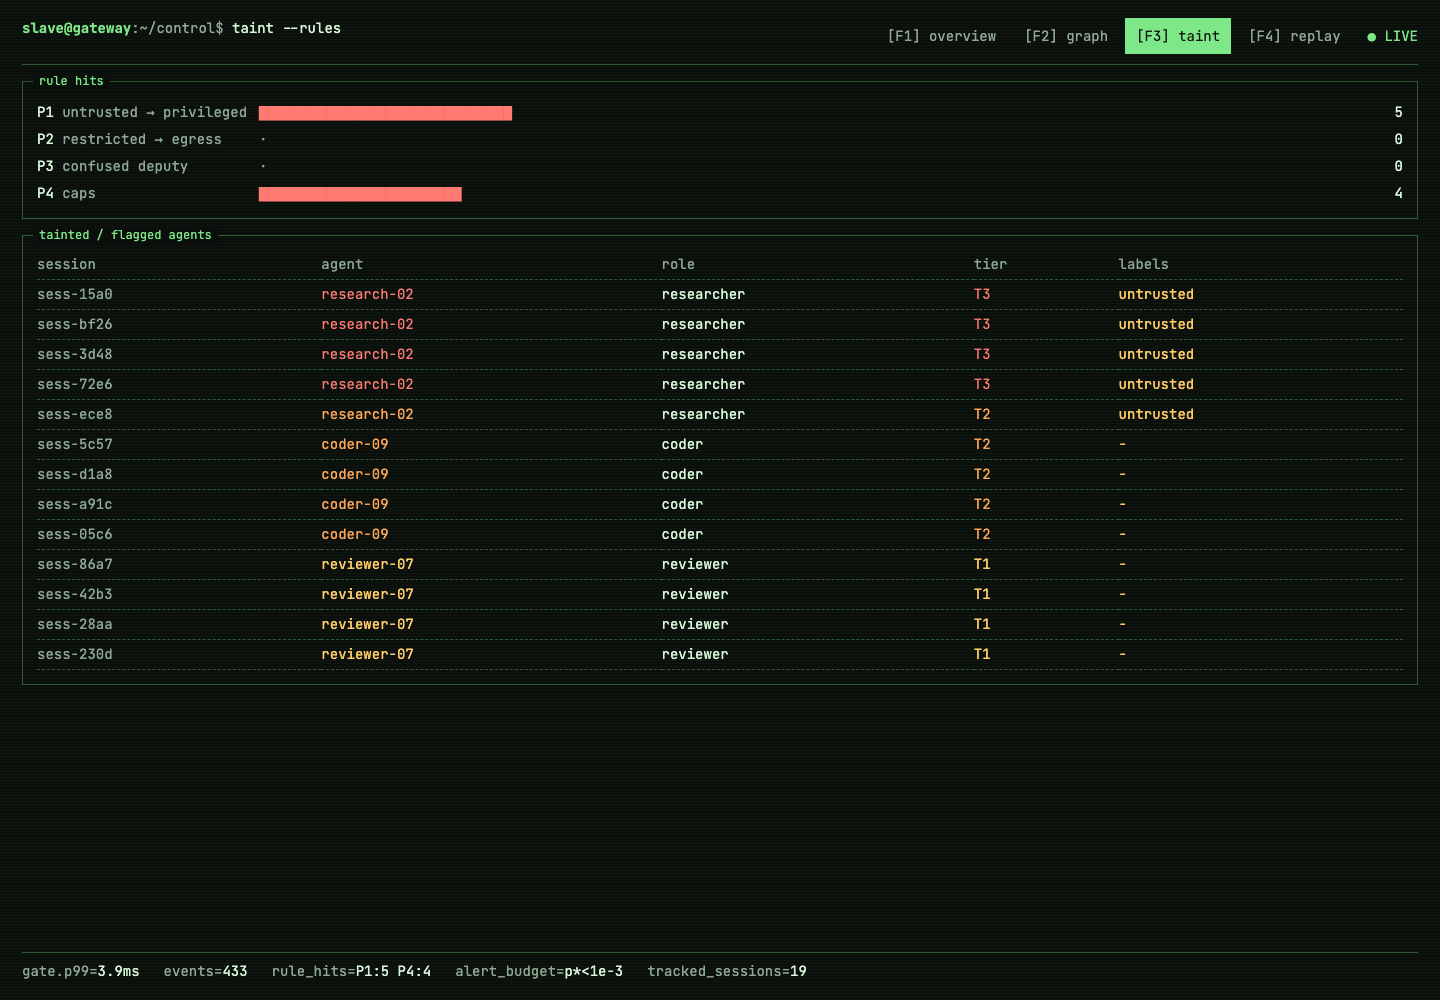 slave@gateway:~/control$ taint --rules
[F1] overview [F2] graph [F3] taint [F4] replay ● LIVE
rule hits
P1 untrusted → privileged 5
P2 restricted → egress · 0
P3 confused deputy · 0
P4 caps 4
tainted / flagged agents
session agent role tier labels
sess-15a0 research-02 researcher T3 untrusted
sess-bf26 research-02 researcher T3 untrusted
sess-3d48 research-02 researcher T3 untrusted
sess-72e6 research-02 researcher T3 untrusted
sess-ece8 research-02 researcher T2 untrusted
sess-5c57 coder-09 coder T2 -
sess-d1a8 coder-09 coder T2 -
sess-a91c coder-09 coder T2 -
sess-05c6 coder-09 coder T2 -
sess-86a7 reviewer-07 reviewer T1 -
sess-42b3 reviewer-07 reviewer T1 -
sess-28aa reviewer-07 reviewer T1 -
sess-230d reviewer-07 reviewer T1 -
gate.p99=3.9ms events=433 rule_hits=P1:5 P4:4 alert_budget=p*<1e-3 tracked_sessions=19